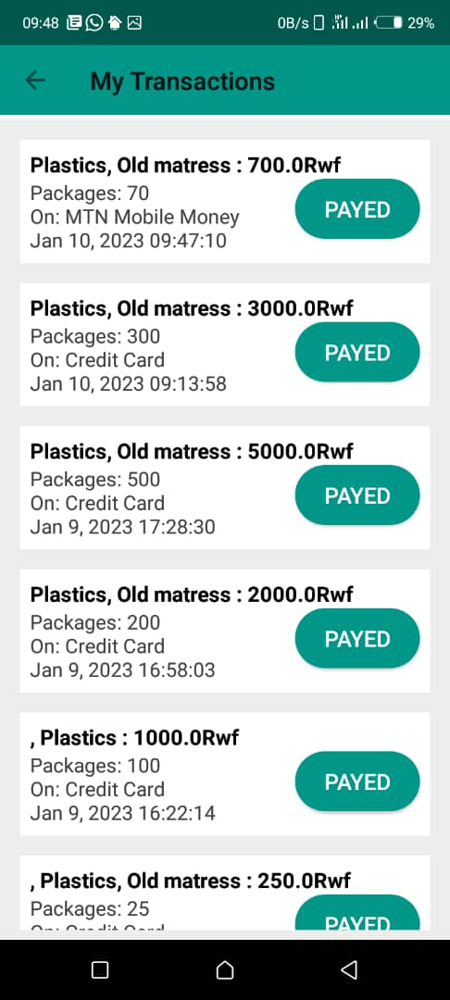 09:48
0B/s
29%
My Transactions
Plastics, Old matress : 700.0Rwf
Packages: 70
On: MTN Mobile Money
Jan 10, 2023 09:47:10
PAYED
Plastics, Old matress : 3000.0Rwf
Packages: 300
On: Credit Card
Jan 10, 2023 09:13:58
PAYED
Plastics, Old matress : 5000.0Rwf
Packages: 500
On: Credit Card
Jan 9, 2023 17:28:30
PAYED
Plastics, Old matress : 2000.0Rwf
Packages: 200
On: Credit Card
Jan 9, 2023 16:58:03
PAYED
, Plastics : 1000.0Rwf
Packages: 100
On: Credit Card
Jan 9, 2023 16:22:14
PAYED
, Plastics, Old matress : 250.0Rwf
Packages: 25
On: Credit Card
PAYED